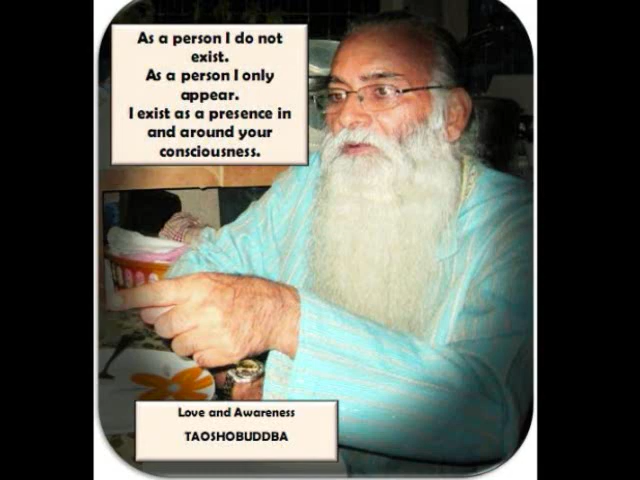 As a person I do not
exist.
As a person I only
appear.
I exist as a presence in
and around your
consciousness.
Love and Awareness
TAOSHOBUDDBA